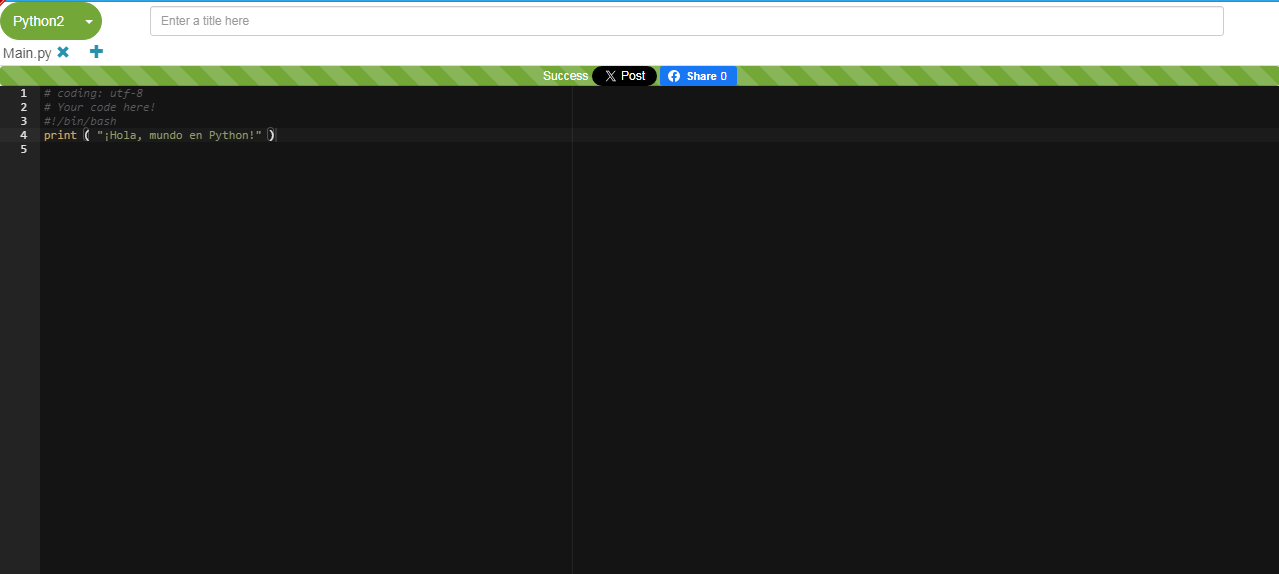 Python2
Enter a title here
Main.py
Success Post Share 0
1 # coding: utf-8
2 # Your code here!
3 #!/bin/bash
4 print ( "¡Hola, mundo en Python!" )
5